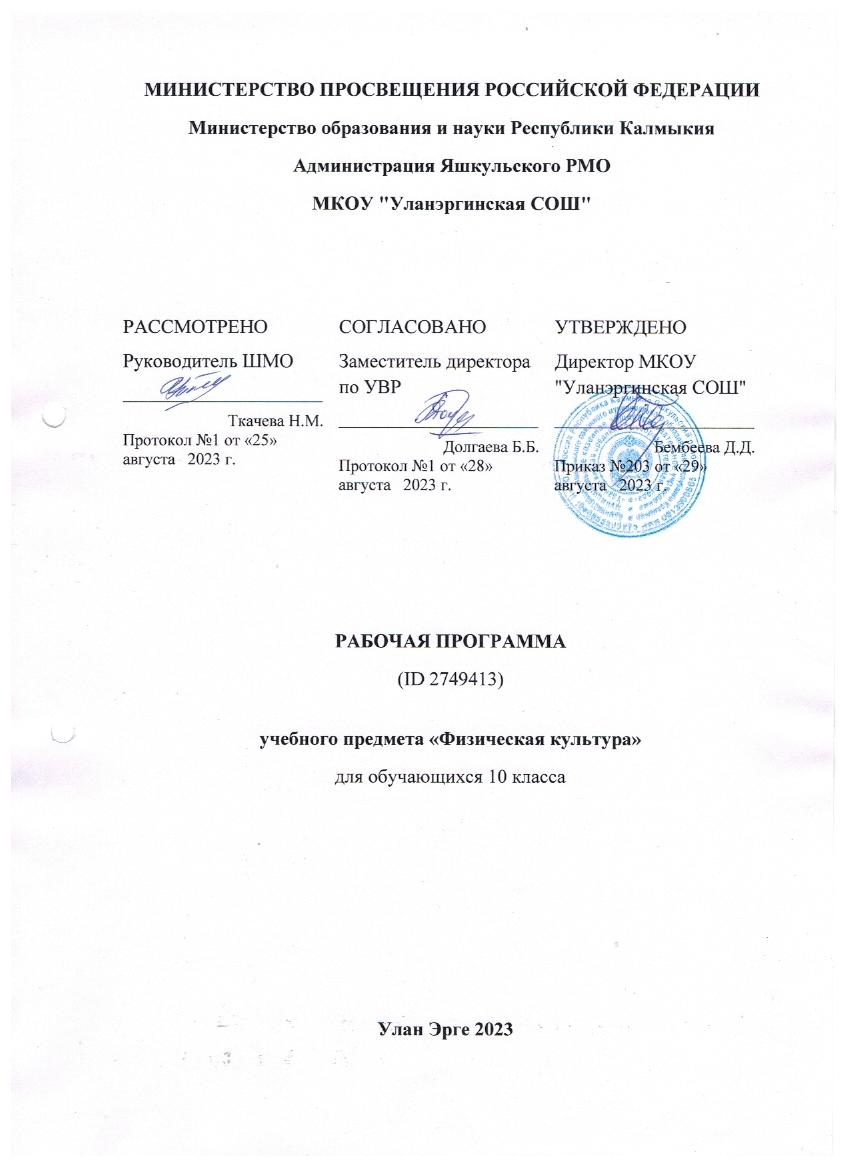 МИНИСТЕРСТВО ПРОСВЕЩЕНИЯ РОССИЙСКОЙ ФЕДЕРАЦИИ
Министерство образования и науки Республики Калмыкия
Администрация Яшкульского РМО
МКОУ "Уланэргинская СОШ"
РАССМОТРЕНО
Руководитель ШМО
Ткачева Н.М.
Протокол №1 от «25»
августа 2023 г.
СОГЛАСОВАНО
Заместитель директора
по УВР
Долгаева Б.Б.
Протокол №1 от «28»
августа 2023 г.
УТВЕРЖДЕНО
Директор МКОУ
"Уланэргинская СОШ"
Бембеева Д.Д.
Приказ №203 от «29»
августа 2023 г.
РАБОЧАЯ ПРОГРАММА
(ID 2749413)
учебного предмета «Физическая культура»
для обучающихся 10 класса
Улан Эрге 2023